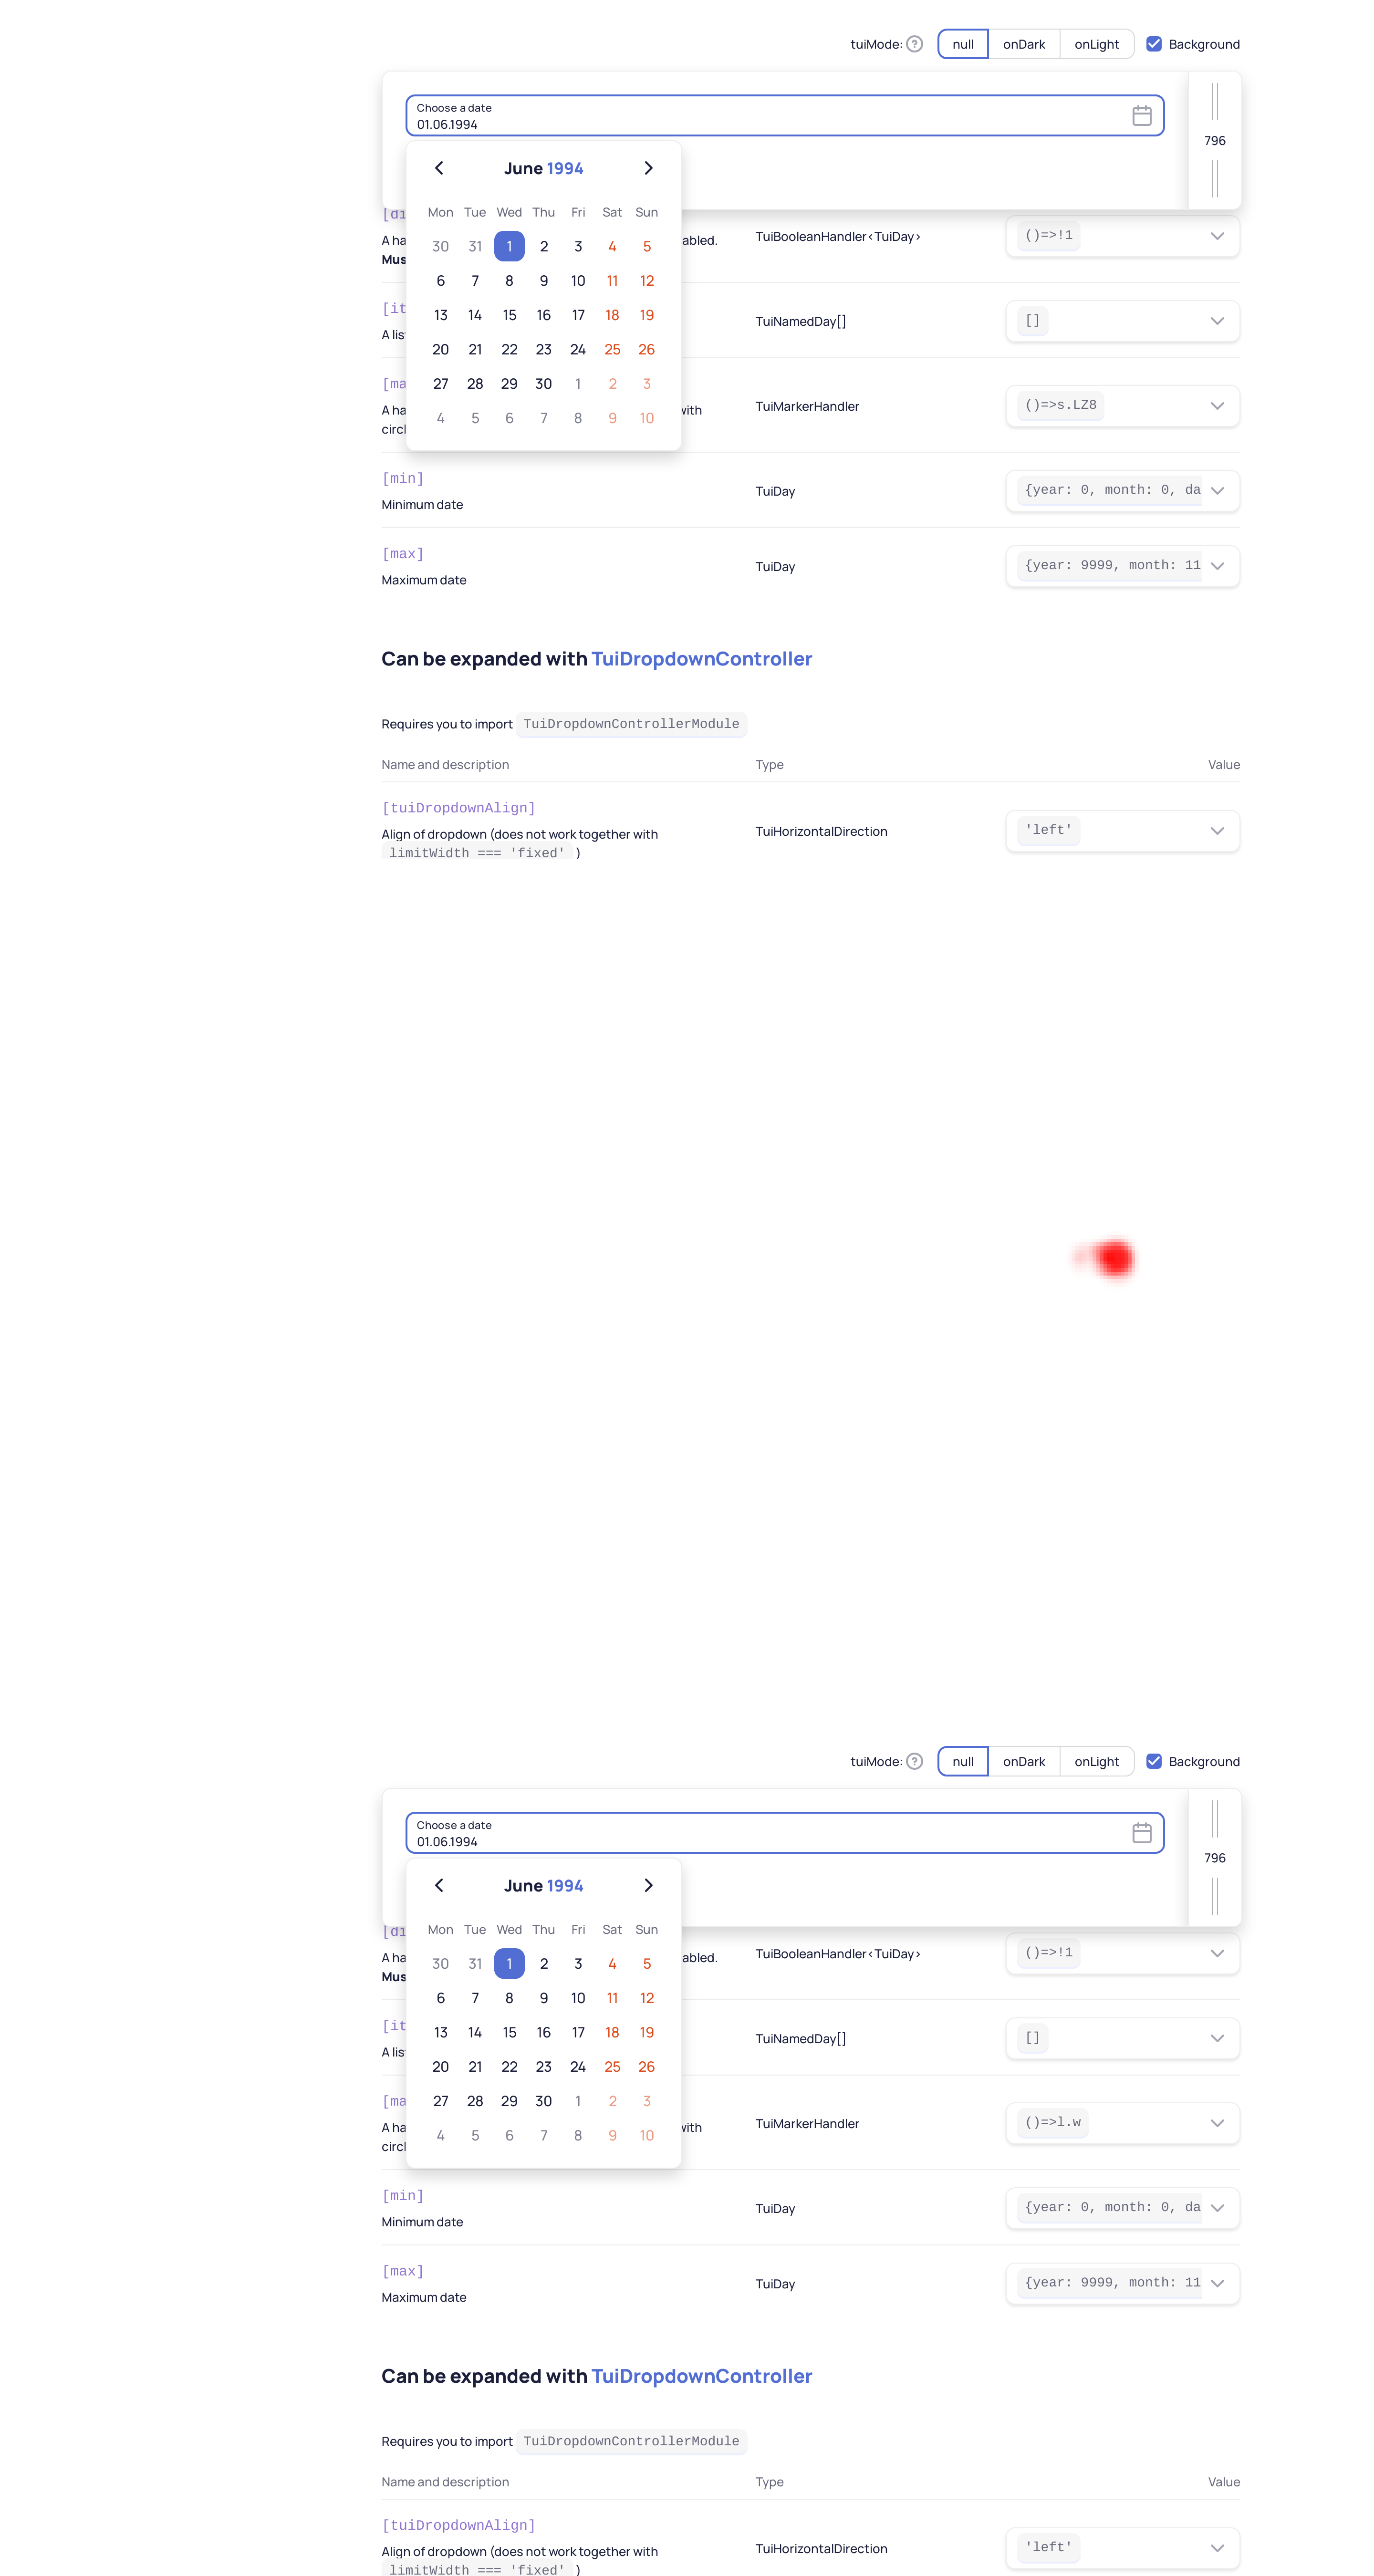 tuiMode: ? null onDark onLight Background
Choose a date
01.06.1994
796
June 1994
Mon Tue Wed Thu Fri Sat Sun
30 31 1 2 3 4 5
6 7 8 9 10 11 12
13 14 15 16 17 18 19
20 21 22 23 24 25 26
27 28 29 30 1 2 3
4 5 6 7 8 9 10
[di
A ha abled.
Mus
TuiBooleanHandler<TuiDay>
()=>!1
[it
A lis
TuiNamedDay[]
[]
[ma
A ha with
circl
TuiMarkerHandler
()=>s.LZ8
[min]
Minimum date
TuiDay
{year: 0, month: 0, da
[max]
Maximum date
TuiDay
{year: 9999, month: 11
Can be expanded with TuiDropdownController
Requires you to import TuiDropdownControllerModule
Name and description Type Value
[tuiDropdownAlign]
Align of dropdown (does not work together with
limitWidth === 'fixed' )
TuiHorizontalDirection
'left'
tuiMode: ? null onDark onLight Background
Choose a date
01.06.1994
796
June 1994
Mon Tue Wed Thu Fri Sat Sun
30 31 1 2 3 4 5
6 7 8 9 10 11 12
13 14 15 16 17 18 19
20 21 22 23 24 25 26
27 28 29 30 1 2 3
4 5 6 7 8 9 10
[di
A ha abled.
Mus
TuiBooleanHandler<TuiDay>
()=>!1
[it
A lis
TuiNamedDay[]
[]
[ma
A ha with
circl
TuiMarkerHandler
()=>l.w
[min]
Minimum date
TuiDay
{year: 0, month: 0, da
[max]
Maximum date
TuiDay
{year: 9999, month: 11
Can be expanded with TuiDropdownController
Requires you to import TuiDropdownControllerModule
Name and description Type Value
[tuiDropdownAlign]
Align of dropdown (does not work together with
limitWidth === 'fixed' )
TuiHorizontalDirection
'left'